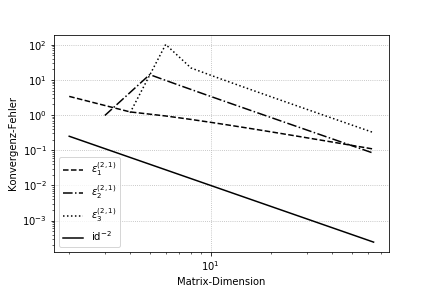 10²
10¹
10⁰
10⁻¹
10⁻²
10⁻³
Konvergenz-Fehler
ε₁⁽²,¹⁾
ε₂⁽²,¹⁾
ε₃⁽²,¹⁾
id⁻²
10¹
Matrix-Dimension